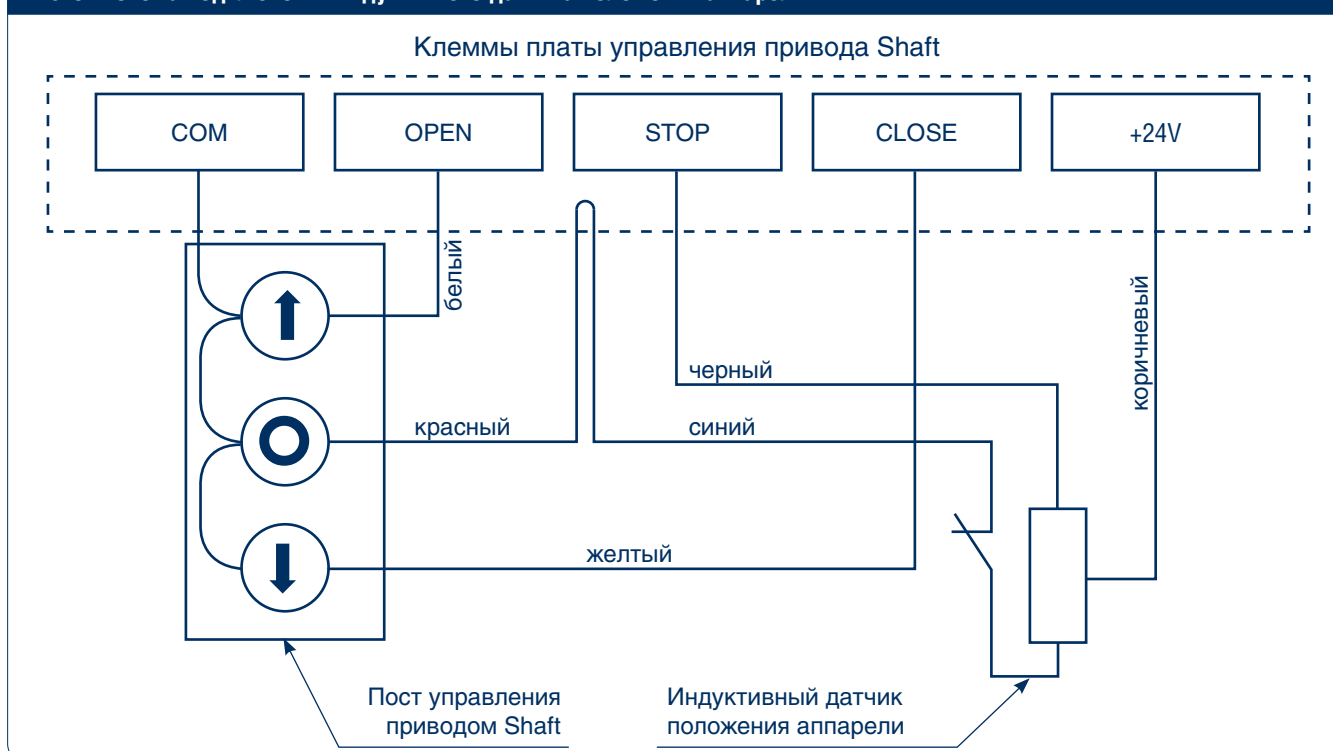 Клеммы платы управления привода Shaft
COM
OPEN
STOP
CLOSE
+24V
белый
коричневый
черный
красный
синий
желтый
Пост управления
приводом Shaft
Индуктивный датчик
положения аппарели